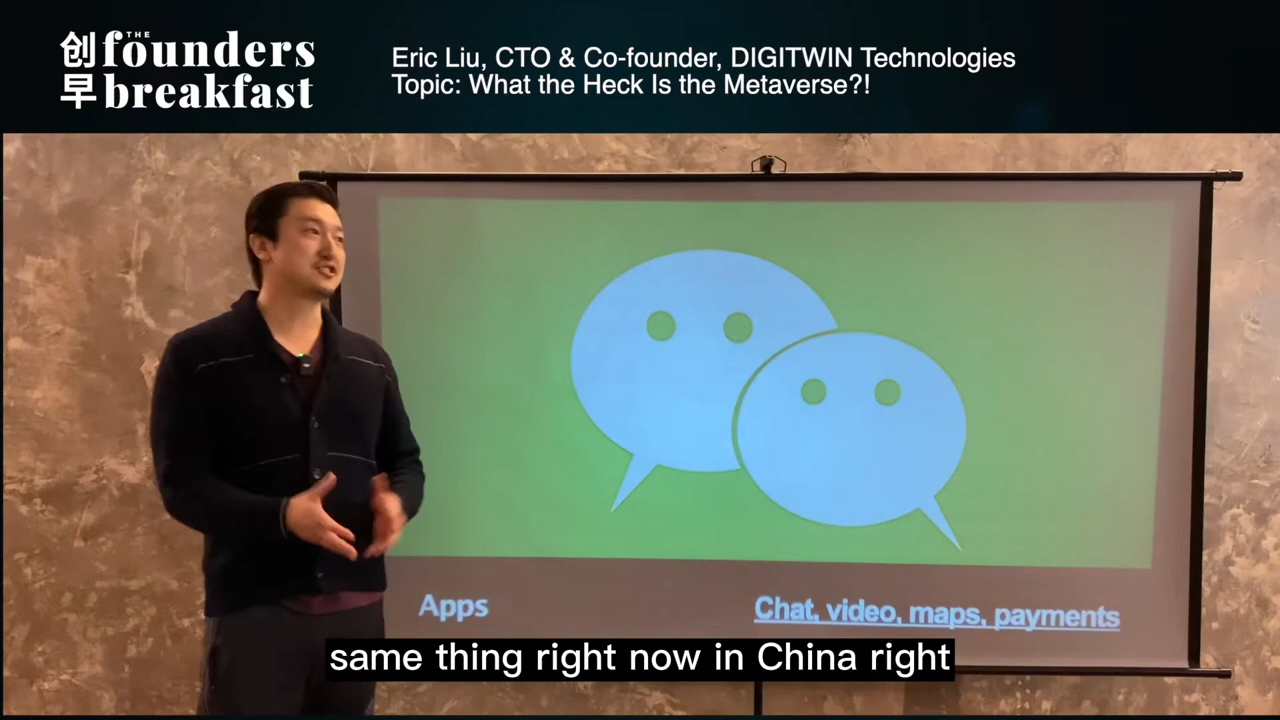 创 THE founders
早 breakfast
Eric Liu, CTO & Co-founder, DIGITWIN Technologies
Topic: What the Heck Is the Metaverse?!
Apps
Chat, video, maps, payments
same thing right now in China right